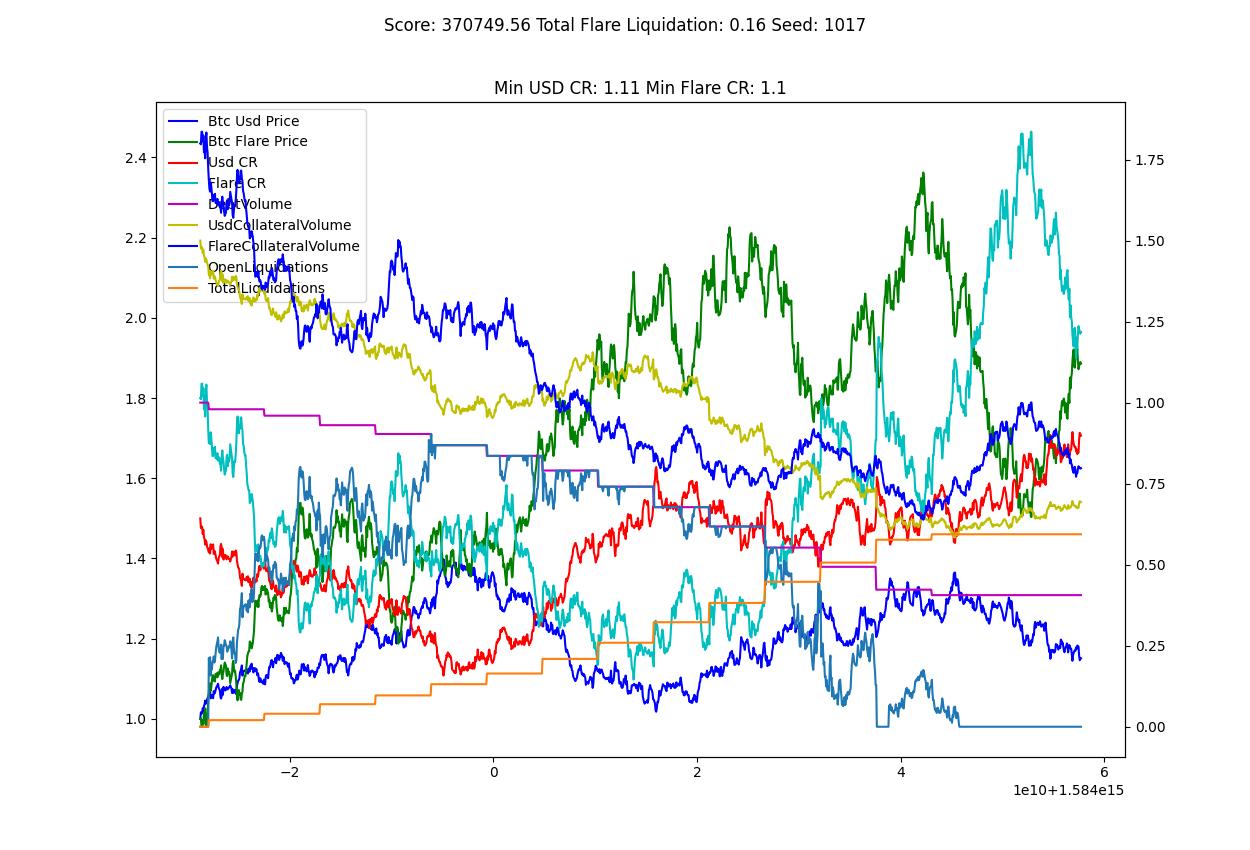 Score: 370749.56 Total Flare Liquidation: 0.16 Seed: 1017
Min USD CR: 1.11 Min Flare CR: 1.1
Btc Usd Price
Btc Flare Price
Usd CR
Flare CR
DebtVolume
UsdCollateralVolume
FlareCollateralVolume
OpenLiquidations
TotalLiquidations
2.4
2.2
2.0
1.8
1.6
1.4
1.2
1.0
1.75
1.50
1.25
1.00
0.75
0.50
0.25
0.00
−2
0
2
4
6
1e10+1.584e15